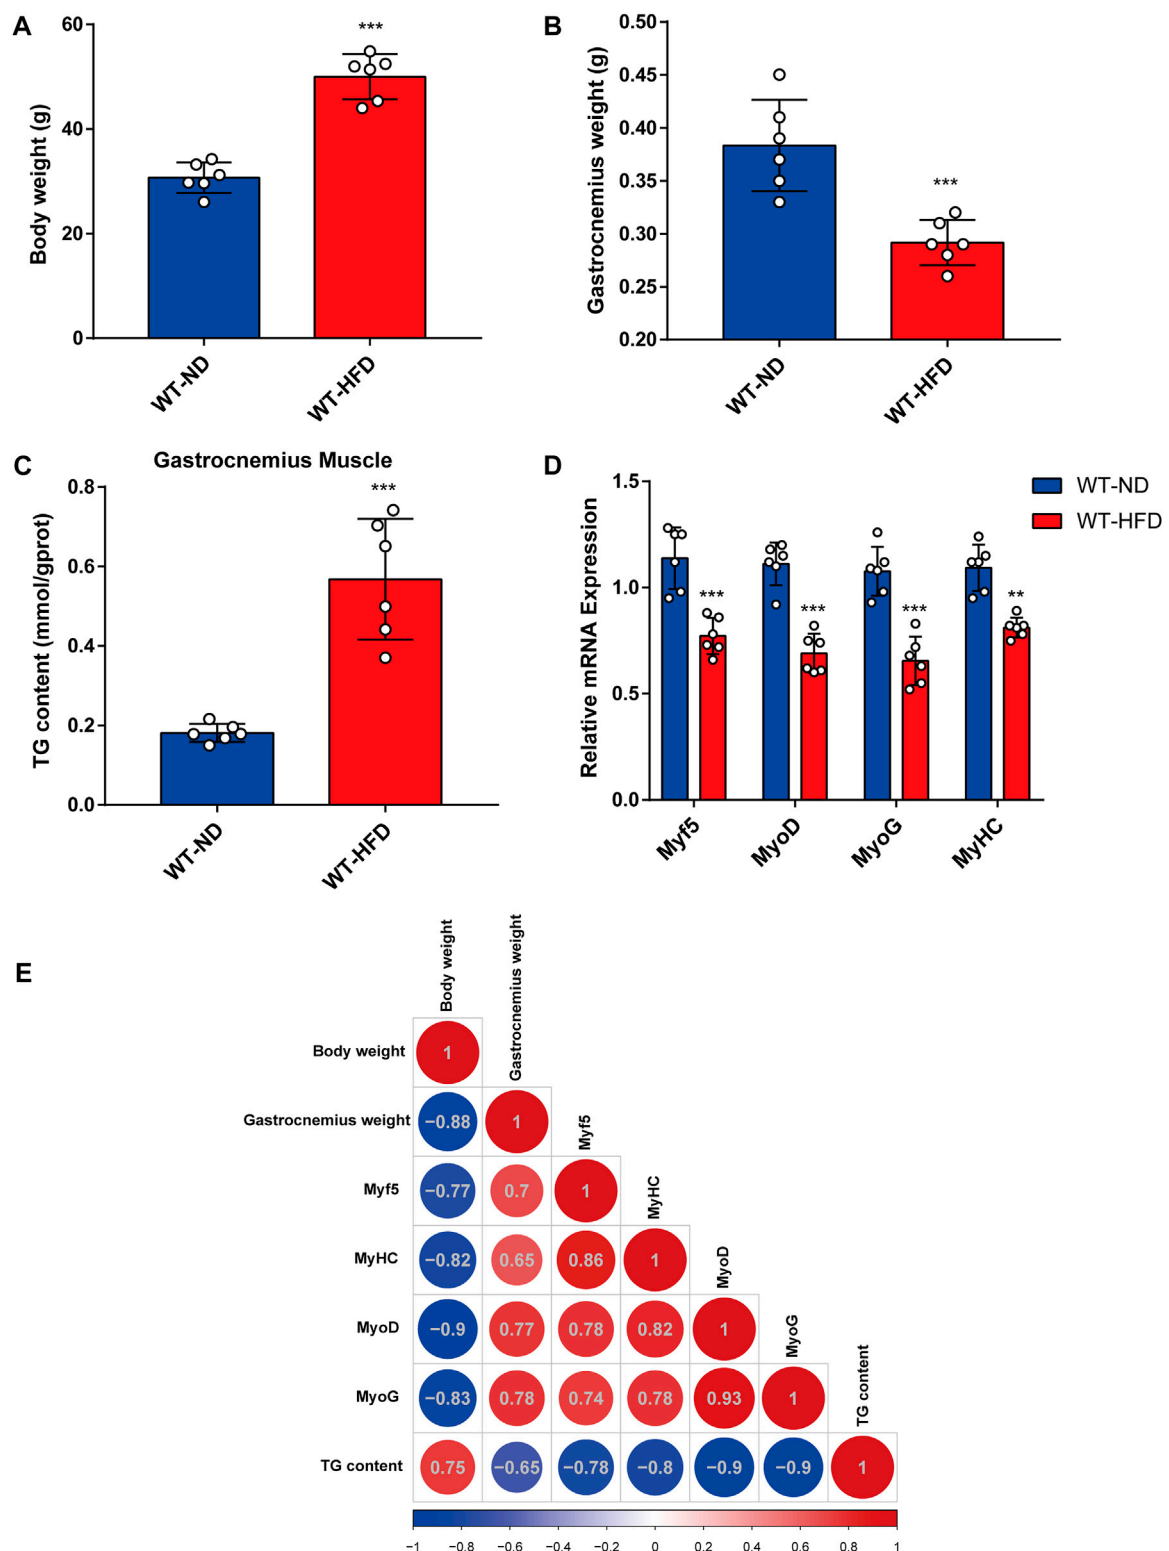 A
Body weight (g)
60
40
20
0
***
WT-ND
WT-HFD
B
Gastrocnemius weight (g)
0.50
0.45
0.40
0.35
0.30
0.25
0.20
***
WT-ND
WT-HFD
C
Gastrocnemius Muscle
TG content (mmol/gprot)
0.8
0.6
0.4
0.2
0.0
***
WT-ND
WT-HFD
D
Relative mRNA Expression
1.5
1.0
0.5
0.0
***
***
***
**
Myf5
MyoD
MyoG
MyHC
WT-ND
WT-HFD
E
Body weight
Gastrocnemius weight
Myf5
MyHC
MyoD
MyoG
TG content
Body weight 1
Gastrocnemius weight −0.88 1
Myf5 −0.77 0.7 1
MyHC −0.82 0.65 0.86 1
MyoD −0.9 0.77 0.78 0.82 1
MyoG −0.83 0.78 0.74 0.78 0.93 1
TG content 0.75 −0.65 −0.78 −0.8 −0.9 −0.9 1
−1 −0.8 −0.6 −0.4 −0.2 0 0.2 0.4 0.6 0.8 1